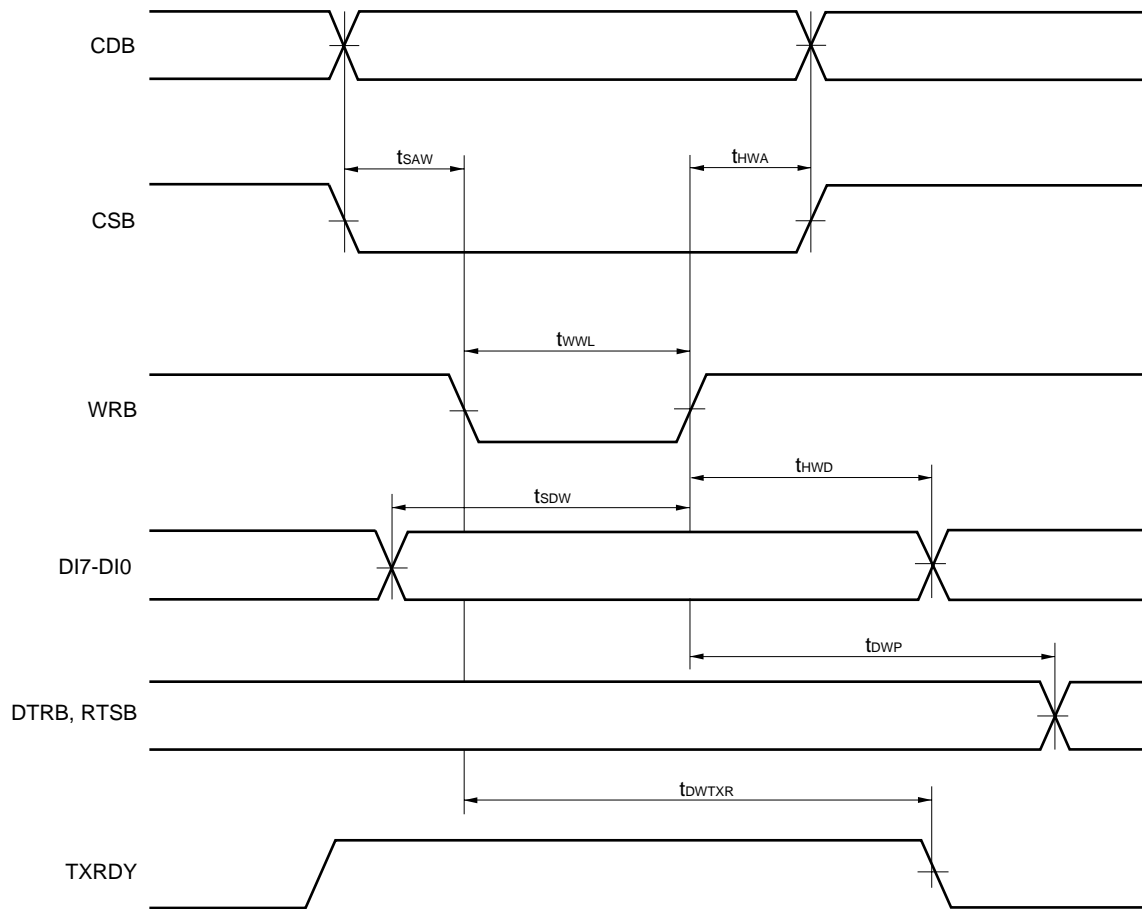 CDB
tSAW
tHWA
CSB
tWWL
WRB
tHWD
tSDW
DI7-DI0
tDWP
DTRB, RTSB
tDWTXR
TXRDY